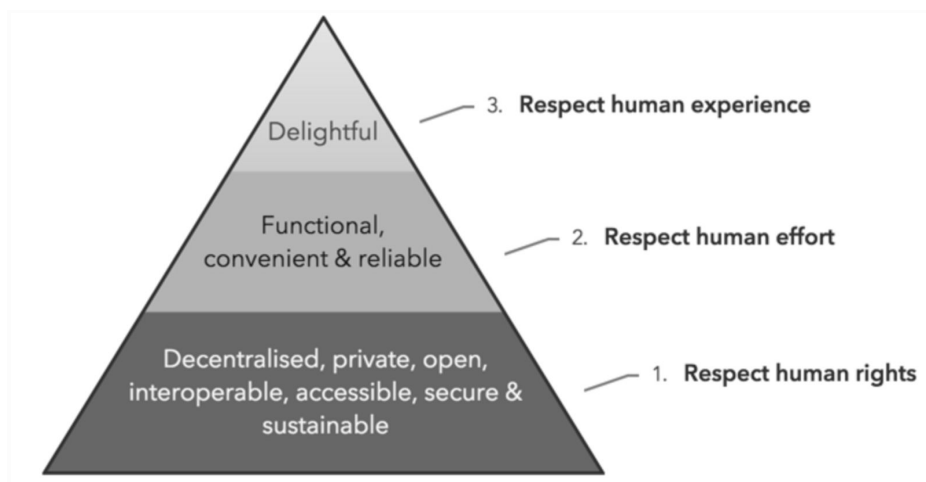 Delightful
3. Respect human experience
Functional,
convenient & reliable
2. Respect human effort
Decentralised, private, open,
interoperable, accessible, secure &
sustainable
1. Respect human rights